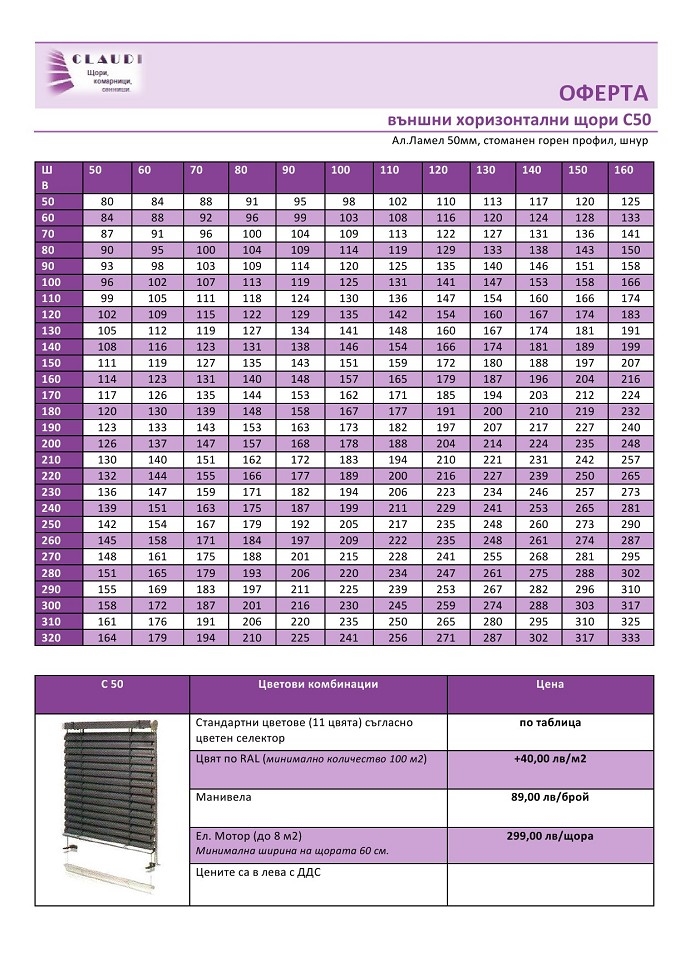 CLAUDI
Щори,
комарници,
сенници.
ОФЕРТА
външни хоризонтални щори С50
Ал.Ламел 50мм, стоманен горен профил, шнур
Ш 50 60 70 80 90 100 110 120 130 140 150 160
В
50 80 84 88 91 95 98 102 110 113 117 120 125
60 84 88 92 96 99 103 108 116 120 124 128 133
70 87 91 96 100 104 109 113 122 127 131 136 141
80 90 95 100 104 109 114 119 129 133 138 143 150
90 93 98 103 109 114 120 125 135 140 146 151 158
100 96 102 107 113 119 125 131 141 147 153 158 166
110 99 105 111 118 124 130 136 147 154 160 166 174
120 102 109 115 122 129 135 142 154 160 167 174 183
130 105 112 119 127 134 141 148 160 167 174 181 191
140 108 116 123 131 138 146 154 166 174 181 189 199
150 111 119 127 135 143 151 159 172 180 188 197 207
160 114 123 131 140 148 157 165 179 187 196 204 216
170 117 126 135 144 153 162 171 185 194 203 212 224
180 120 130 139 148 158 167 177 191 200 210 219 232
190 123 133 143 153 163 173 182 197 207 217 227 240
200 126 137 147 157 168 178 188 204 214 224 235 248
210 130 140 151 162 172 183 194 210 221 231 242 257
220 132 144 155 166 177 189 200 216 227 239 250 265
230 136 147 159 171 182 194 206 223 234 246 257 273
240 139 151 163 175 187 199 211 229 241 253 265 281
250 142 154 167 179 192 205 217 235 248 260 273 290
260 145 158 171 184 197 209 222 235 248 261 274 287
270 148 161 175 188 201 215 228 241 255 268 281 295
280 151 165 179 193 206 220 234 247 261 275 288 302
290 155 169 183 197 211 225 239 253 267 282 296 310
300 158 172 187 201 216 230 245 259 274 288 303 317
310 161 176 191 206 220 235 250 265 280 295 310 325
320 164 179 194 210 225 241 256 271 287 302 317 333
С 50 Цветови комбинации Цена
Стандартни цветове (11 цвята) съгласно по таблица
цветен селектор
Цвят по RAL (минимално количество 100 м2) +40,00 лв/м2
Манивела 89,00 лв/брой
Ел. Мотор (до 8 м2) 299,00 лв/щора
Минимална ширина на щората 60 см.
Цените са в лева с ДДС